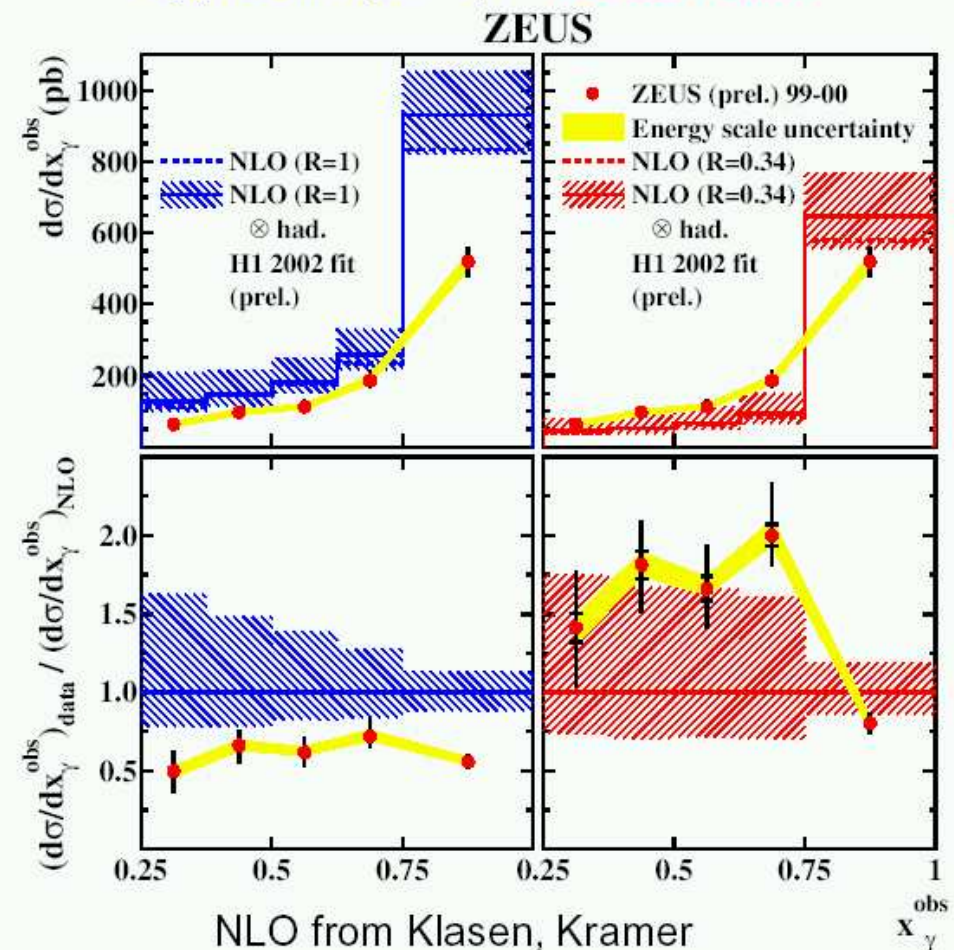 ZEUS
dσ/dx_γ^obs (pb)
1000
800
600
400
200
NLO (R=1)
NLO (R=1)
⊗ had.
H1 2002 fit
(prel.)
ZEUS (prel.) 99-00
Energy scale uncertainty
NLO (R=0.34)
NLO (R=0.34)
⊗ had.
H1 2002 fit
(prel.)
(dσ/dx_γ^obs)_data / (dσ/dx_γ^obs)_NLO
2.0
1.5
1.0
0.5
0.25 0.5 0.75 0.25 0.5 0.75 1
x_γ^obs
NLO from Klasen, Kramer